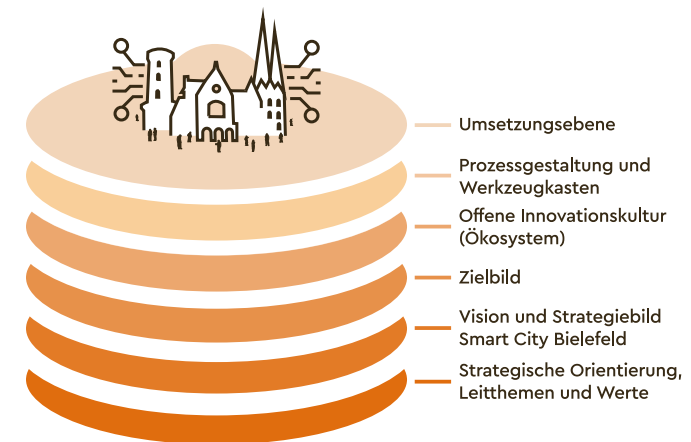 Umsetzungsebene
Prozessgestaltung und
Werkzeugkasten
Offene Innovationskultur
(Ökosystem)
Zielbild
Vision und Strategiebild
Smart City Bielefeld
Strategische Orientierung,
Leitthemen und Werte